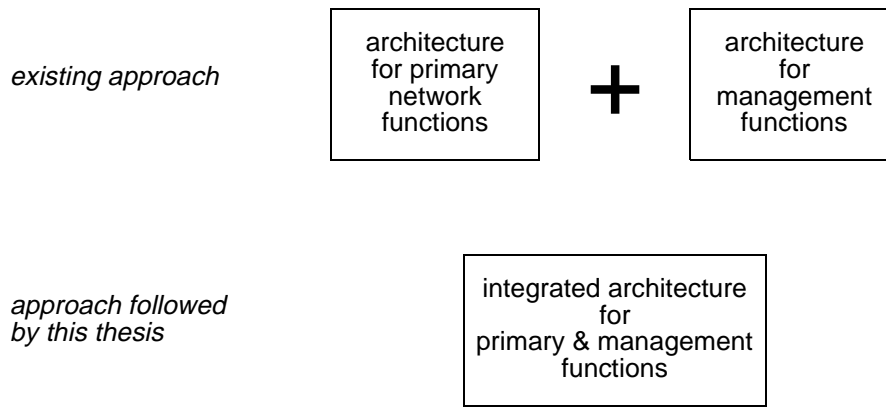 existing approach
architecture
for primary
network
functions
+
architecture
for
management
functions
approach followed
by this thesis
integrated architecture
for
primary & management
functions